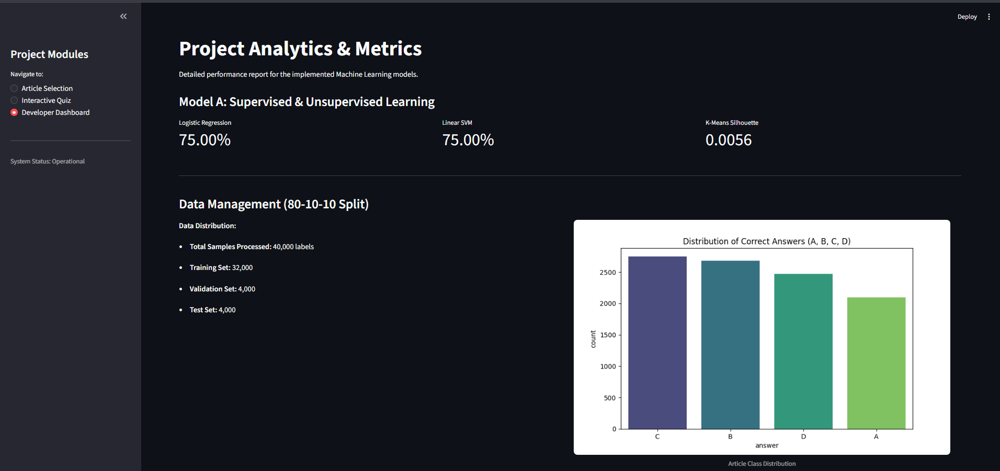 Deploy
Project Modules
Navigate to:
Article Selection
Interactive Quiz
Developer Dashboard
System Status: Operational
Project Analytics & Metrics
Detailed performance report for the implemented Machine Learning models.
Model A: Supervised & Unsupervised Learning
Logistic Regression
75.00%
Linear SVM
75.00%
K-Means Silhouette
0.0056
Data Management (80-10-10 Split)
Data Distribution:
Total Samples Processed: 40,000 labels
Training Set: 32,000
Validation Set: 4,000
Test Set: 4,000
Distribution of Correct Answers (A, B, C, D)
count
2500
2000
1500
1000
500
0
C B D A
answer
Article Class Distribution